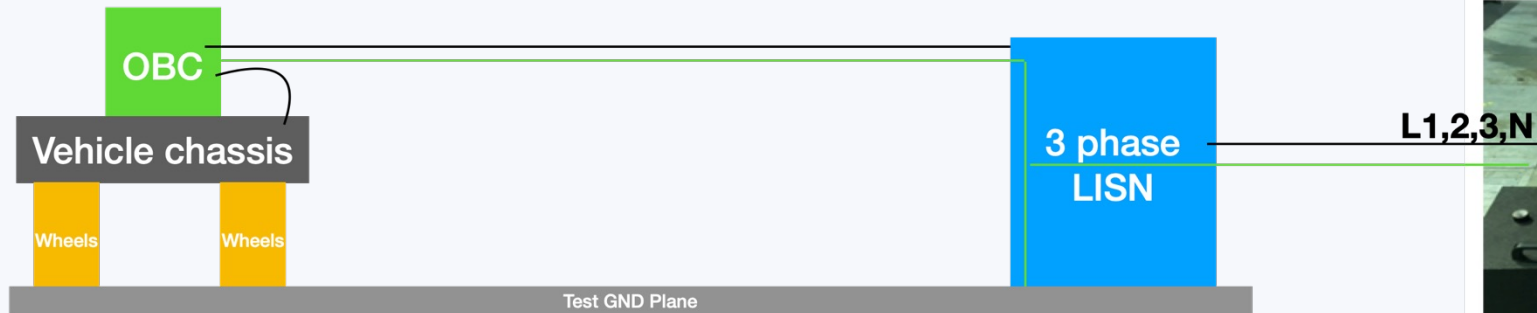 OBC
Vehicle chassis
Wheels
Wheels
3 phase
LISN
L1,2,3,N
Test GND Plane